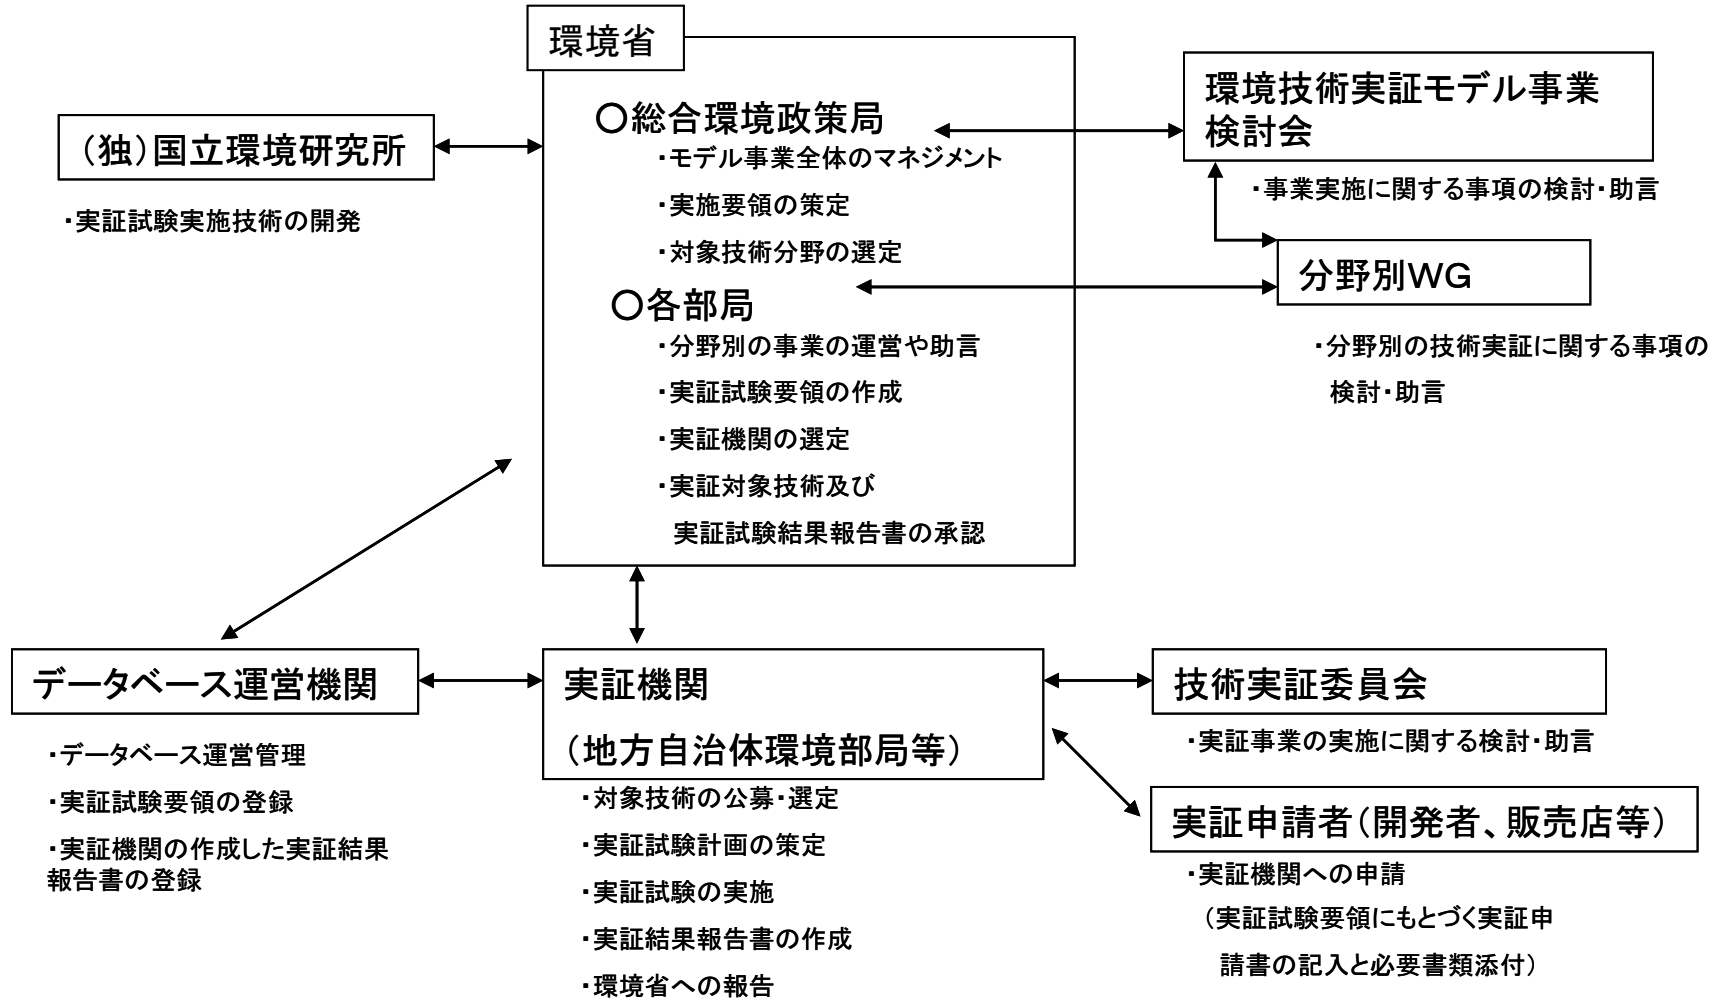 環境省
○総合環境政策局
・モデル事業全体のマネジメント
・実施要領の策定
・対象技術分野の選定
○各部局
・分野別の事業の運営や助言
・実証試験要領の作成
・実証機関の選定
・実証対象技術及び
実証試験結果報告書の承認
(独)国立環境研究所
・実証試験実施技術の開発
環境技術実証モデル事業
検討会
・事業実施に関する事項の検討・助言
分野別WG
・分野別の技術実証に関する事項の
検討・助言
データベース運営機関
・データベース運営管理
・実証試験要領の登録
・実証機関の作成した実証結果
報告書の登録
実証機関
(地方自治体環境部局等)
・対象技術の公募・選定
・実証試験計画の策定
・実証試験の実施
・実証結果報告書の作成
・環境省への報告
技術実証委員会
・実証事業の実施に関する検討・助言
実証申請者(開発者、販売店等)
・実証機関への申請
(実証試験要領にもとづく実証申
請書の記入と必要書類添付)